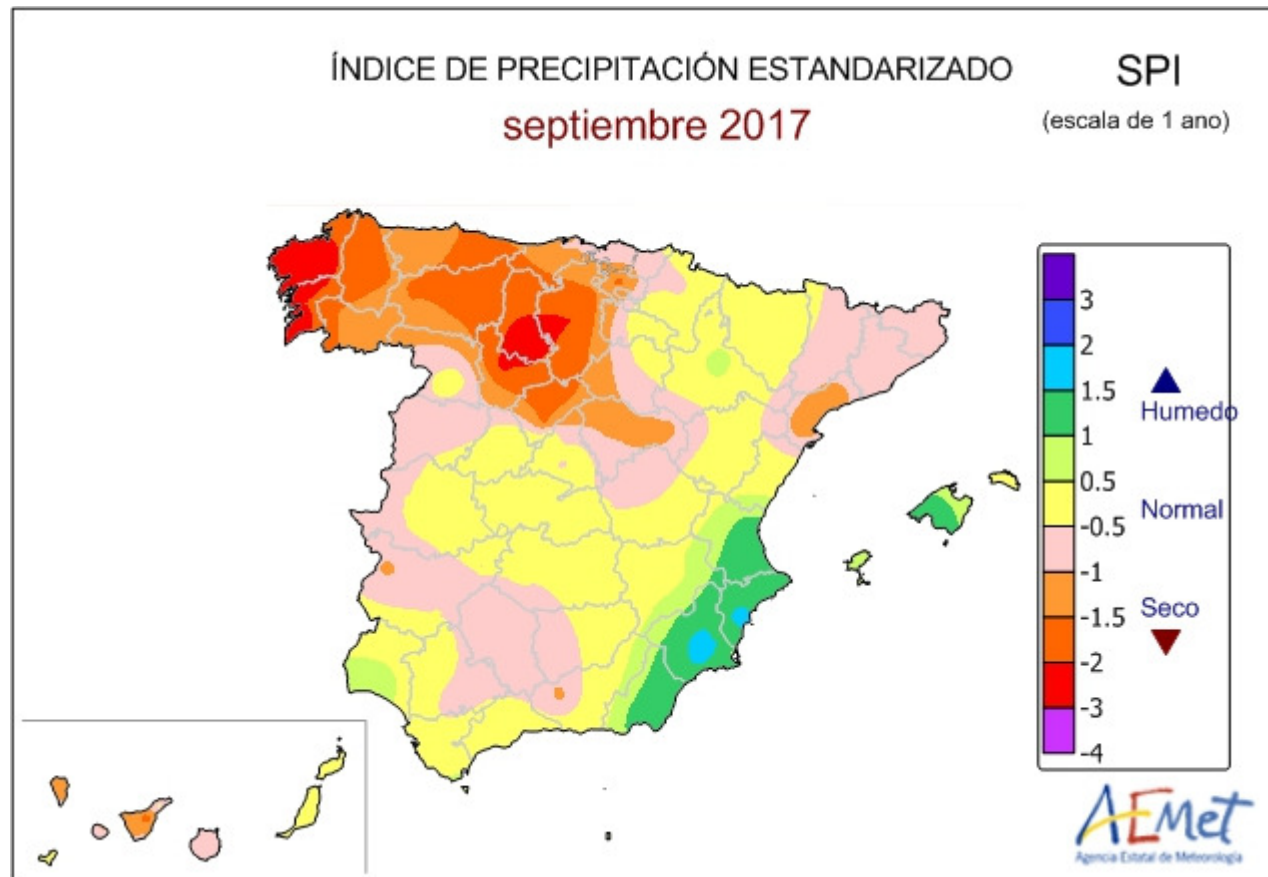 ÍNDICE DE PRECIPITACIÓN ESTANDARIZADO
septiembre 2017
SPI
(escala de 1 ano)
3
2
1.5
1
0.5
-0.5
-1
-1.5
-2
-3
-4
Humedo
Normal
Seco
AEMet
Agencia Estatal de Meteorología